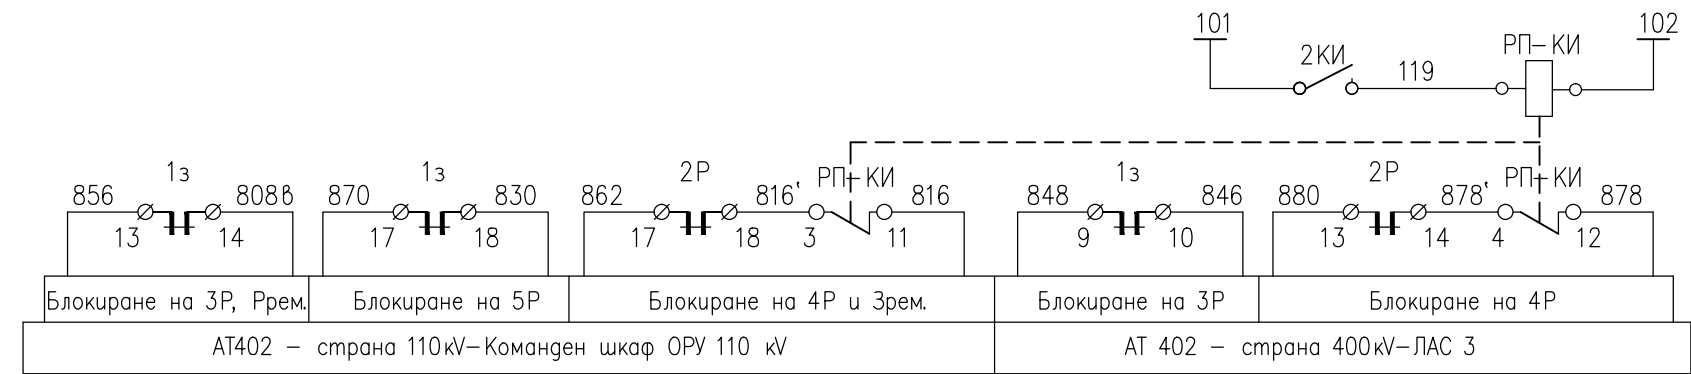 101
102
РП-КИ
2КИ
119
1з
1з
2Р
РП-КИ
1з
2Р
РП-КИ
856
808в
870
830
862
816'
816
848
846
880
878'
878
13
14
17
18
17
18
3
11
9
10
13
14
4
12
Блокиране на 3Р, Ррем.
Блокиране на 5Р
Блокиране на 4Р и Зрем.
Блокиране на 3Р
Блокиране на 4Р
АТ402 - страна 110kV-Команден шкаф ОРУ 110 kV
АТ 402 - страна 400kV-ЛАС 3